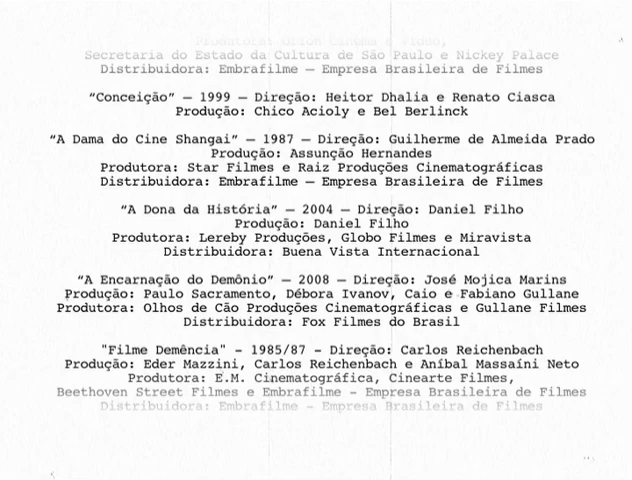 Produtora: Orion Cinema e Vídeo,
Secretaria do Estado da Cultura de São Paulo e Nickey Palace
Distribuidora: Embrafilme — Empresa Brasileira de Filmes
“Conceição” — 1999 — Direção: Heitor Dhalia e Renato Ciasca
Produção: Chico Acioly e Bel Berlinck
“A Dama do Cine Shangai” — 1987 — Direção: Guilherme de Almeida Prado
Produção: Assunção Hernandes
Produtora: Star Filmes e Raiz Produções Cinematográficas
Distribuidora: Embrafilme — Empresa Brasileira de Filmes
“A Dona da História” — 2004 — Direção: Daniel Filho
Produção: Daniel Filho
Produtora: Lereby Produções, Globo Filmes e Miravista
Distribuidora: Buena Vista Internacional
“A Encarnação do Demônio” — 2008 — Direção: José Mojica Marins
Produção: Paulo Sacramento, Débora Ivanov, Caio e Fabiano Gullane
Produtora: Olhos de Cão Produções Cinematográficas e Gullane Filmes
Distribuidora: Fox Filmes do Brasil
"Filme Demência" - 1985/87 - Direção: Carlos Reichenbach
Produção: Eder Mazzini, Carlos Reichenbach e Aníbal Massaíni Neto
Produtora: E.M. Cinematográfica, Cinearte Filmes,
Beethoven Street Filmes e Embrafilme - Empresa Brasileira de Filmes
Distribuidora: Embrafilme - Empresa Brasileira de Filmes